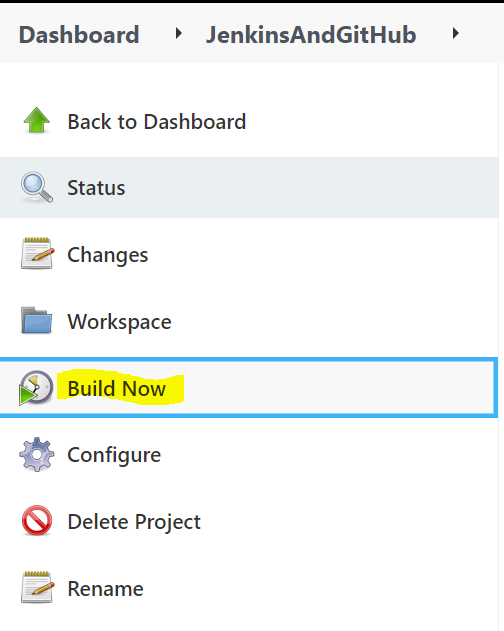 Dashboard JenkinsAndGitHub
Back to Dashboard
Status
Changes
Workspace
Build Now
Configure
Delete Project
Rename